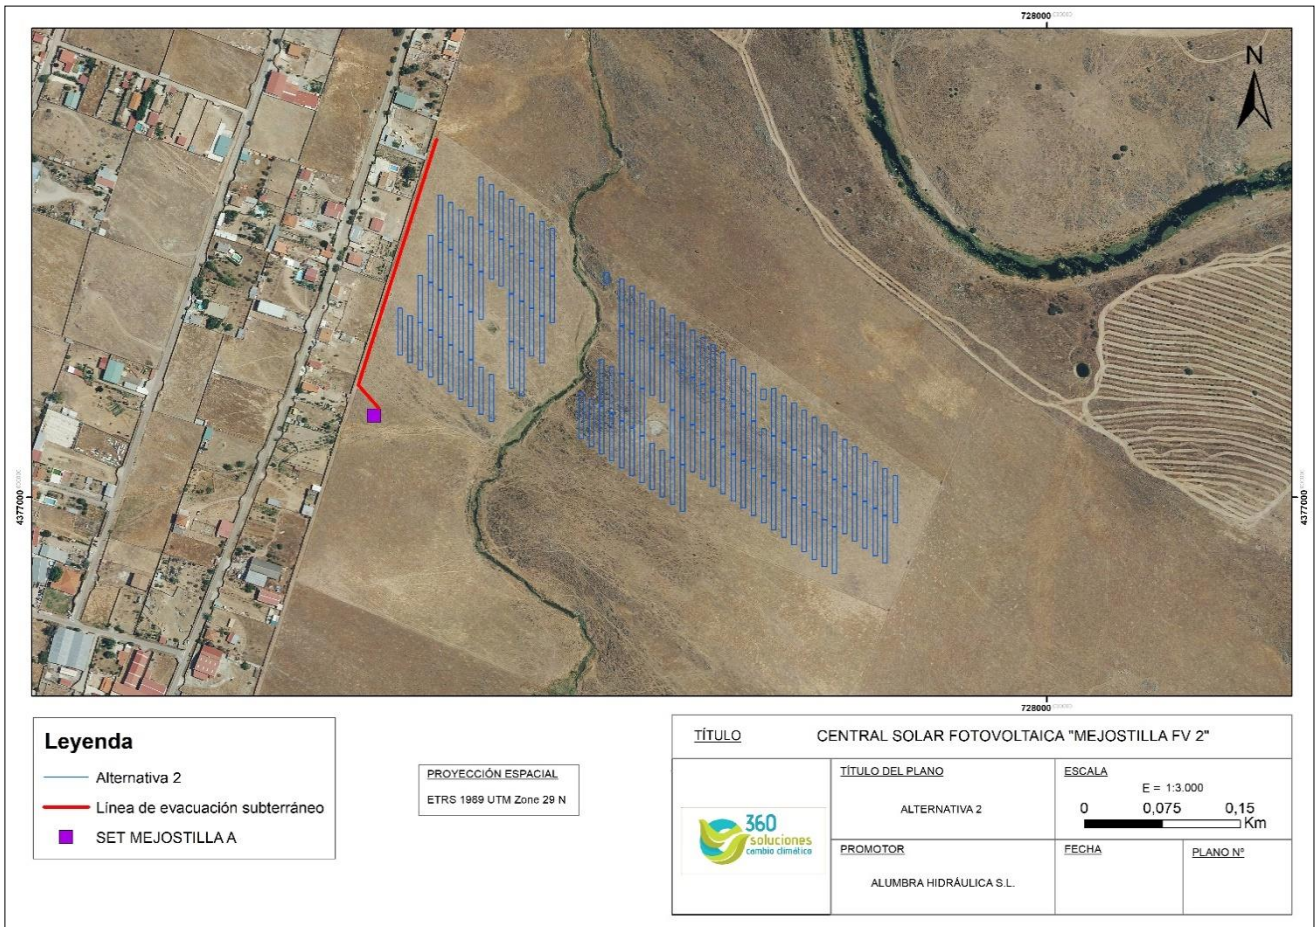 728000
N
4377000
4377000
728000
Leyenda
Alternativa 2
Línea de evacuación subterráneo
SET MEJOSTILLA A
PROYECCIÓN ESPACIAL
ETRS 1989 UTM Zone 29 N
TÍTULO
CENTRAL SOLAR FOTOVOLTAICA "MEJOSTILLA FV 2"
360
soluciones
cambio climático
TÍTULO DEL PLANO
ALTERNATIVA 2
ESCALA
E = 1:3.000
0 0,075 0,15
Km
PROMOTOR
ALUMBRA HIDRÁULICA S.L.
FECHA
PLANO Nº